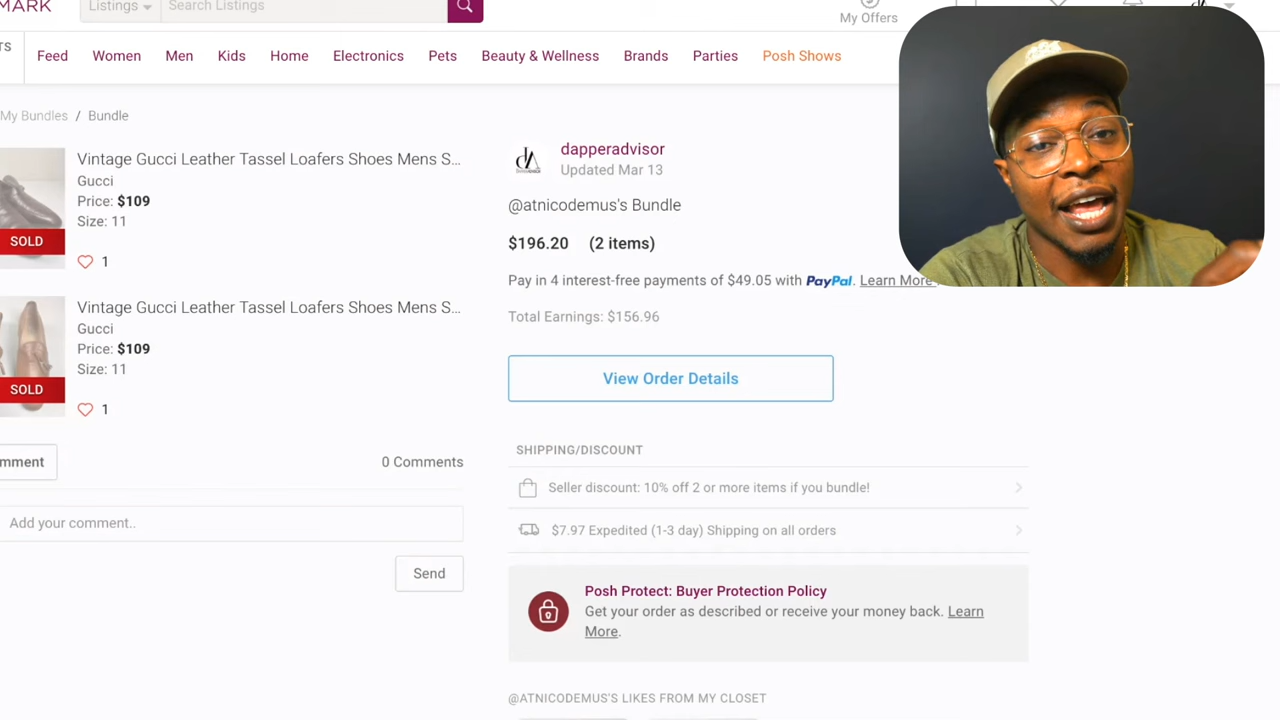 MARK
Listings
Search Listings
My Offers
TS
Feed
Women
Men
Kids
Home
Electronics
Pets
Beauty & Wellness
Brands
Parties
Posh Shows
My Bundles / Bundle
Vintage Gucci Leather Tassel Loafers Shoes Mens S...
Gucci
Price: $109
Size: 11
SOLD
1
Vintage Gucci Leather Tassel Loafers Shoes Mens S...
Gucci
Price: $109
Size: 11
SOLD
1
mment
0 Comments
Add your comment..
Send
dA
dapperadvisor
Updated Mar 13
@atnicodemus's Bundle
$196.20 (2 items)
Pay in 4 interest-free payments of $49.05 with PayPal. Learn More
Total Earnings: $156.96
View Order Details
SHIPPING/DISCOUNT
Seller discount: 10% off 2 or more items if you bundle!
$7.97 Expedited (1-3 day) Shipping on all orders
Posh Protect: Buyer Protection Policy
Get your order as described or receive your money back. Learn
More.
@ATNICODEMUS'S LIKES FROM MY CLOSET